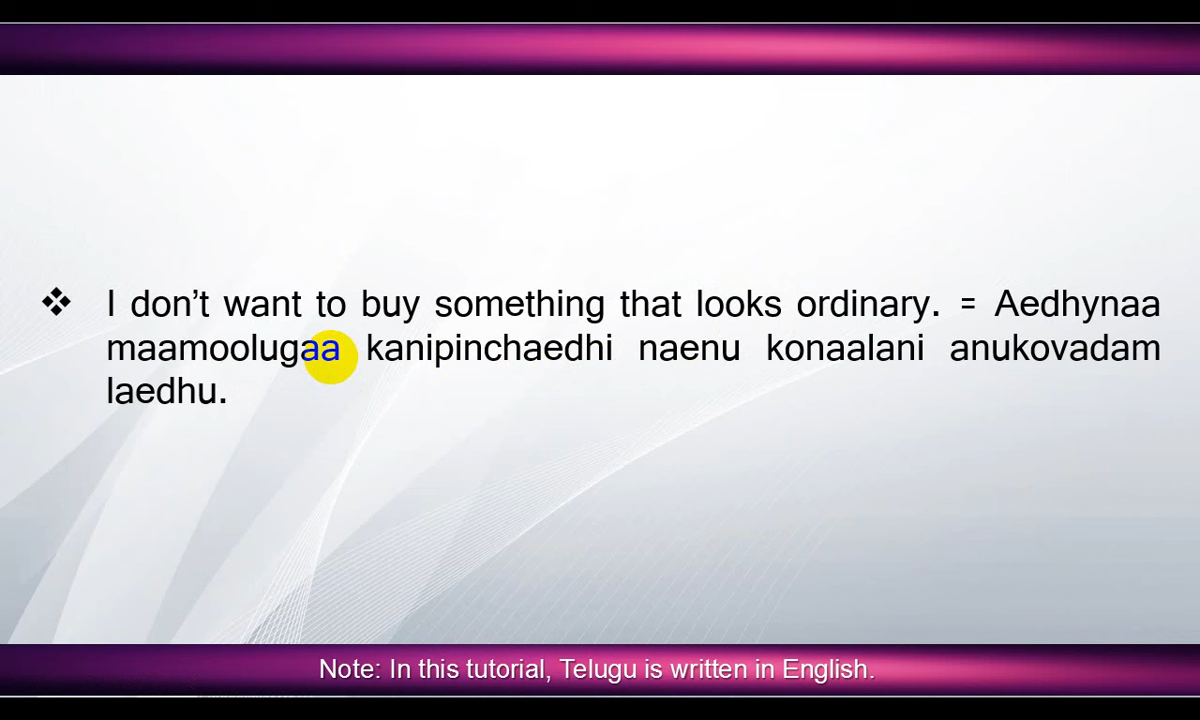 ❖ I don’t want to buy something that looks ordinary. = Aedhynaa
maamoolugaa kanipinchaedhi naenu konaalani anukovadam
laedhu.
Note: In this tutorial, Telugu is written in English.